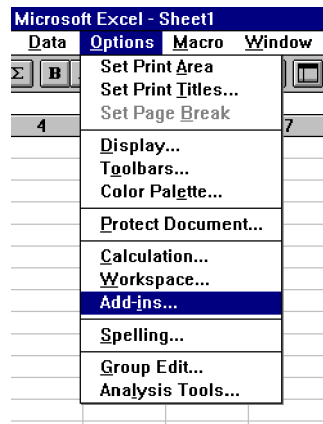 Microsoft Excel - Sheet1
Data Options Macro Window
Σ B
Set Print Area
Set Print Titles...
Set Page Break
4 7
Display...
Toolbars...
Color Palette...
Protect Document...
Calculation...
Workspace...
Add-ins...
Spelling...
Group Edit...
Analysis Tools...